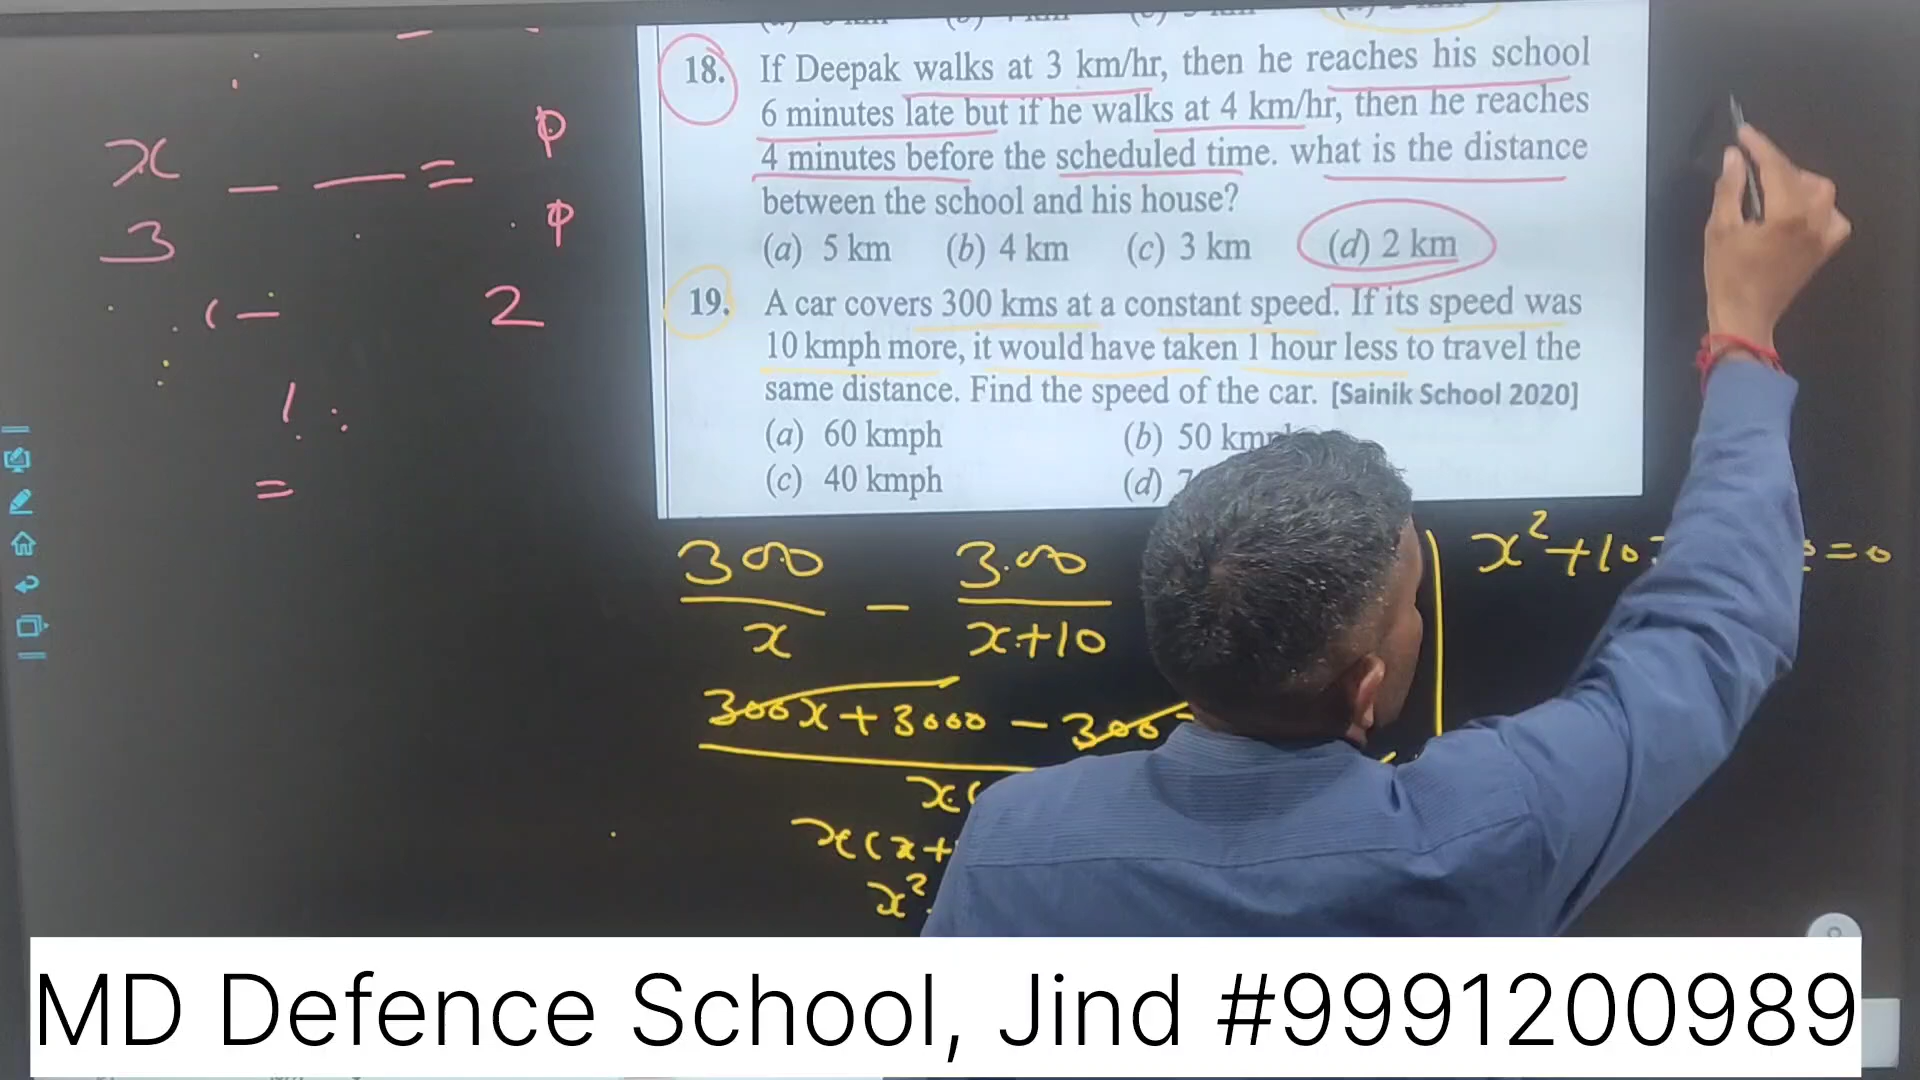 18. If Deepak walks at 3 km/hr, then he reaches his school
6 minutes late but if he walks at 4 km/hr, then he reaches
4 minutes before the scheduled time. what is the distance
between the school and his house?
(a) 5 km (b) 4 km (c) 3 km (d) 2 km
19. A car covers 300 kms at a constant speed. If its speed was
10 kmph more, it would have taken 1 hour less to travel the
same distance. Find the speed of the car. [Sainik School 2020]
(a) 60 kmph (b) 50
(c) 40 kmph (d)
x
3
2
300 300
x − x+10
300x + 3000 − 300
x(
x(x+
x²
x²+10 =0
MD Defence School, Jind #9991200989